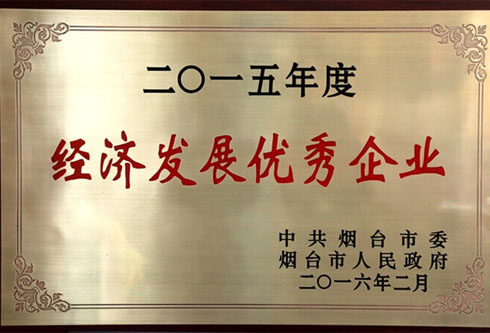 二〇一五年度
经济发展优秀企业
中共烟台市委
烟台市人民政府
二〇一六年二月